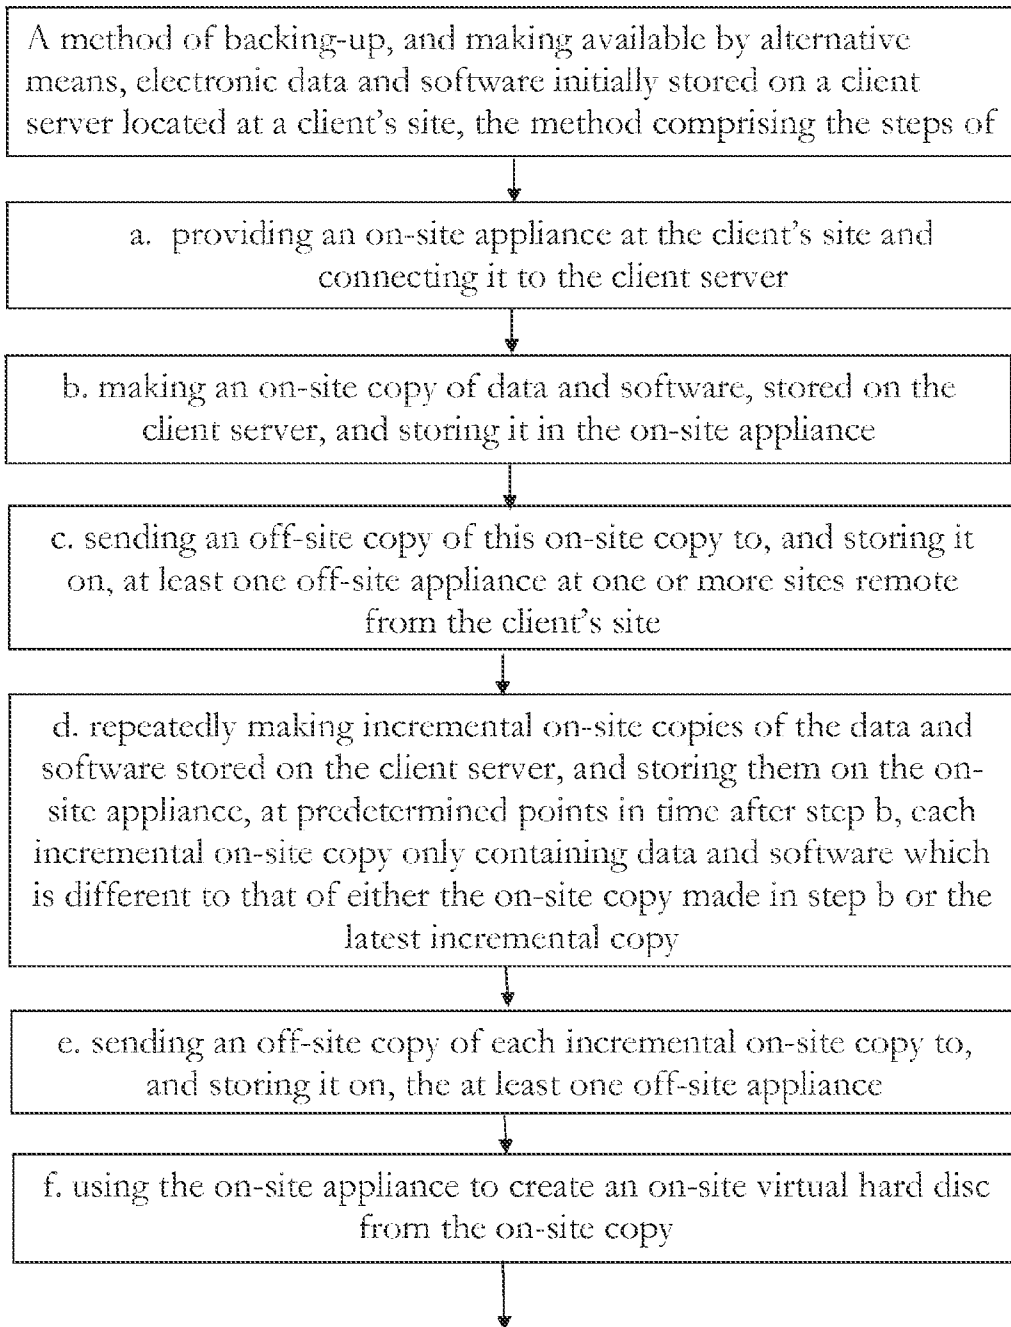 A method of backing-up, and making available by alternative
means, electronic data and software initially stored on a client
server located at a client's site, the method comprising the steps of
a. providing an on-site appliance at the client's site and
connecting it to the client server
b. making an on-site copy of data and software, stored on the
client server, and storing it in the on-site appliance
c. sending an off-site copy of this on-site copy to, and storing it
on, at least one off-site appliance at one or more sites remote
from the client's site
d. repeatedly making incremental on-site copies of the data and
software stored on the client server, and storing them on the on-
site appliance, at predetermined points in time after step b, each
incremental on-site copy only containing data and software which
is different to that of either the on-site copy made in step b or the
latest incremental copy
e. sending an off-site copy of each incremental on-site copy to,
and storing it on, the at least one off-site appliance
f. using the on-site appliance to create an on-site virtual hard disc
from the on-site copy